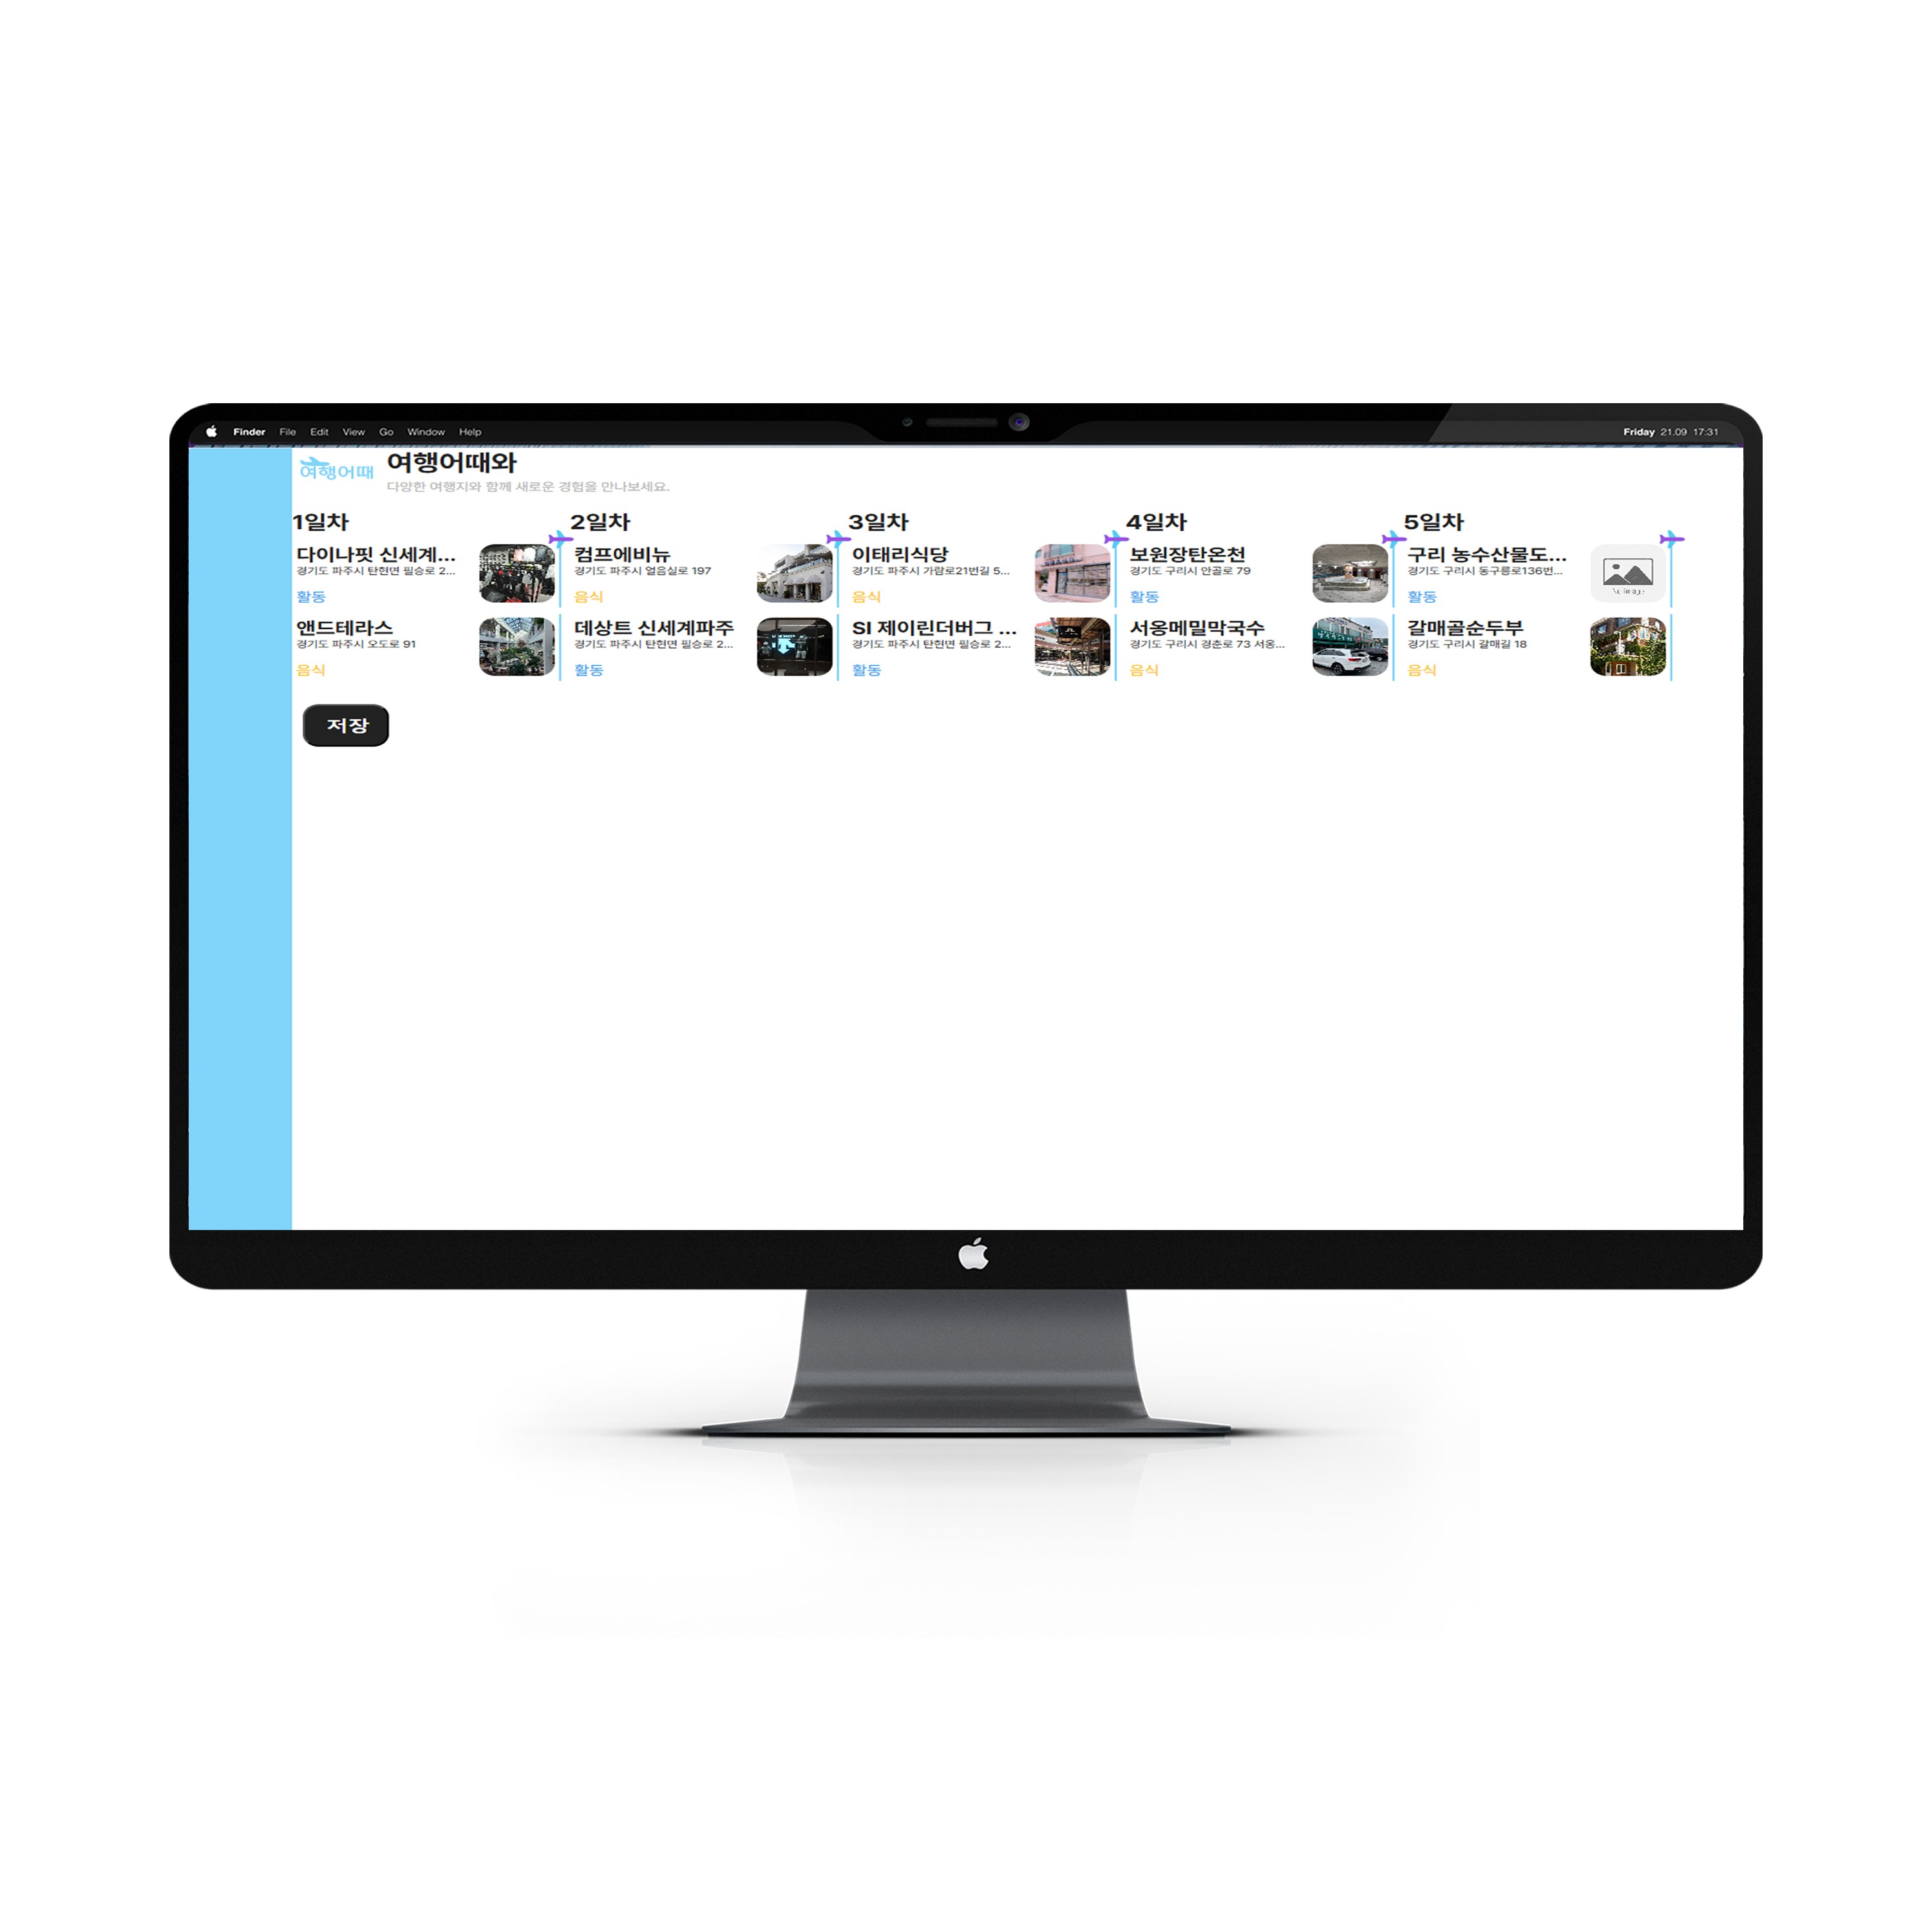 Finder File Edit View Go Window Help
Friday 21.09 17:31
여행어때
여행어때와
다양한 여행지와 함께 새로운 경험을 만나보세요.
1일차
다이나핏 신세계...
경기도 파주시 탄현면 필승로 2...
활동
앤드테라스
경기도 파주시 오도로 91
음식
2일차
컴프에비뉴
경기도 파주시 얼음실로 197
음식
데상트 신세계파주
경기도 파주시 탄현면 필승로 2...
활동
3일차
이태리식당
경기도 파주시 가람로21번길 5...
음식
SI 제이린더버그 ...
경기도 파주시 탄현면 필승로 2...
활동
4일차
보원장탄온천
경기도 구리시 안골로 79
활동
서옹메밀막국수
경기도 구리시 경춘로 73 서옹...
음식
5일차
구리 농수산물도...
경기도 구리시 동구릉로136번...
활동
No image
갈매골순두부
경기도 구리시 갈매길 18
음식
저장